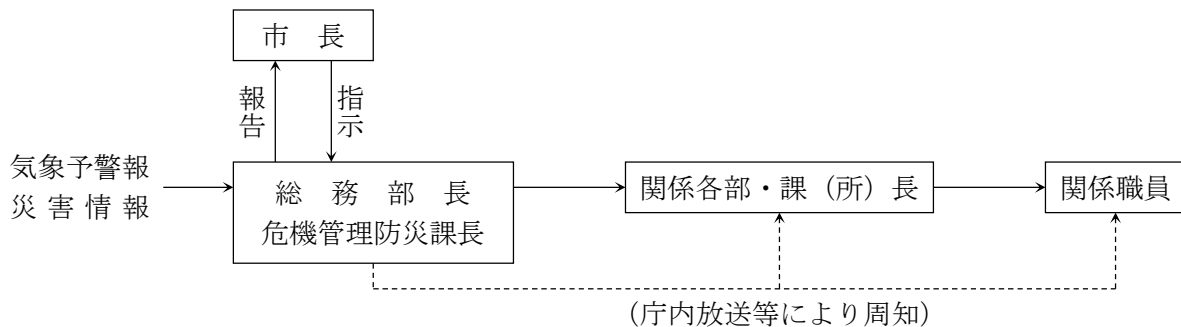 市　長
報告
指示
気象予警報
災害情報
総　務　部　長
危機管理防災課長
関係各部・課（所）長
関係職員
（庁内放送等により周知）